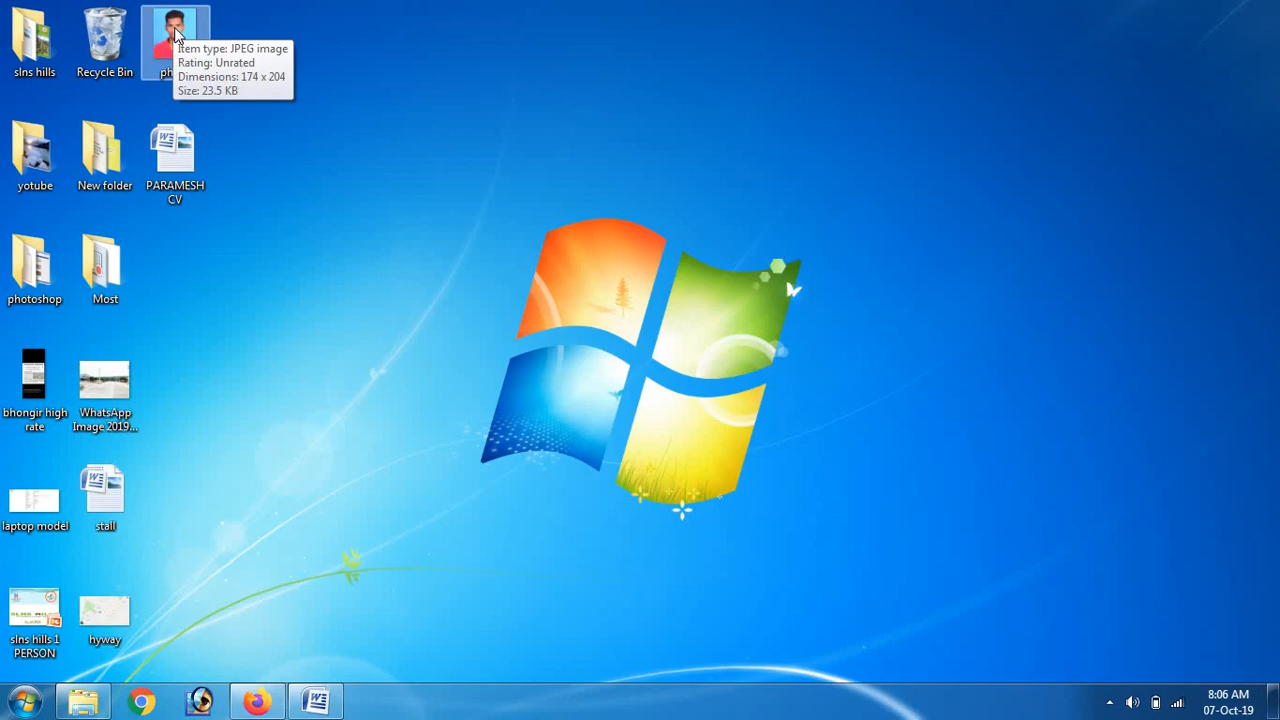 slns hills
Recycle Bin
ph
Item type: JPEG image
Rating: Unrated
Dimensions: 174 x 204
Size: 23.5 KB
yotube
New folder
PARAMESH
CV
photoshop
Most
bhongir high
rate
WhatsApp
Image 2019...
laptop model
stall
slns hills 1
PERSON
hyway
8:06 AM
07-Oct-19